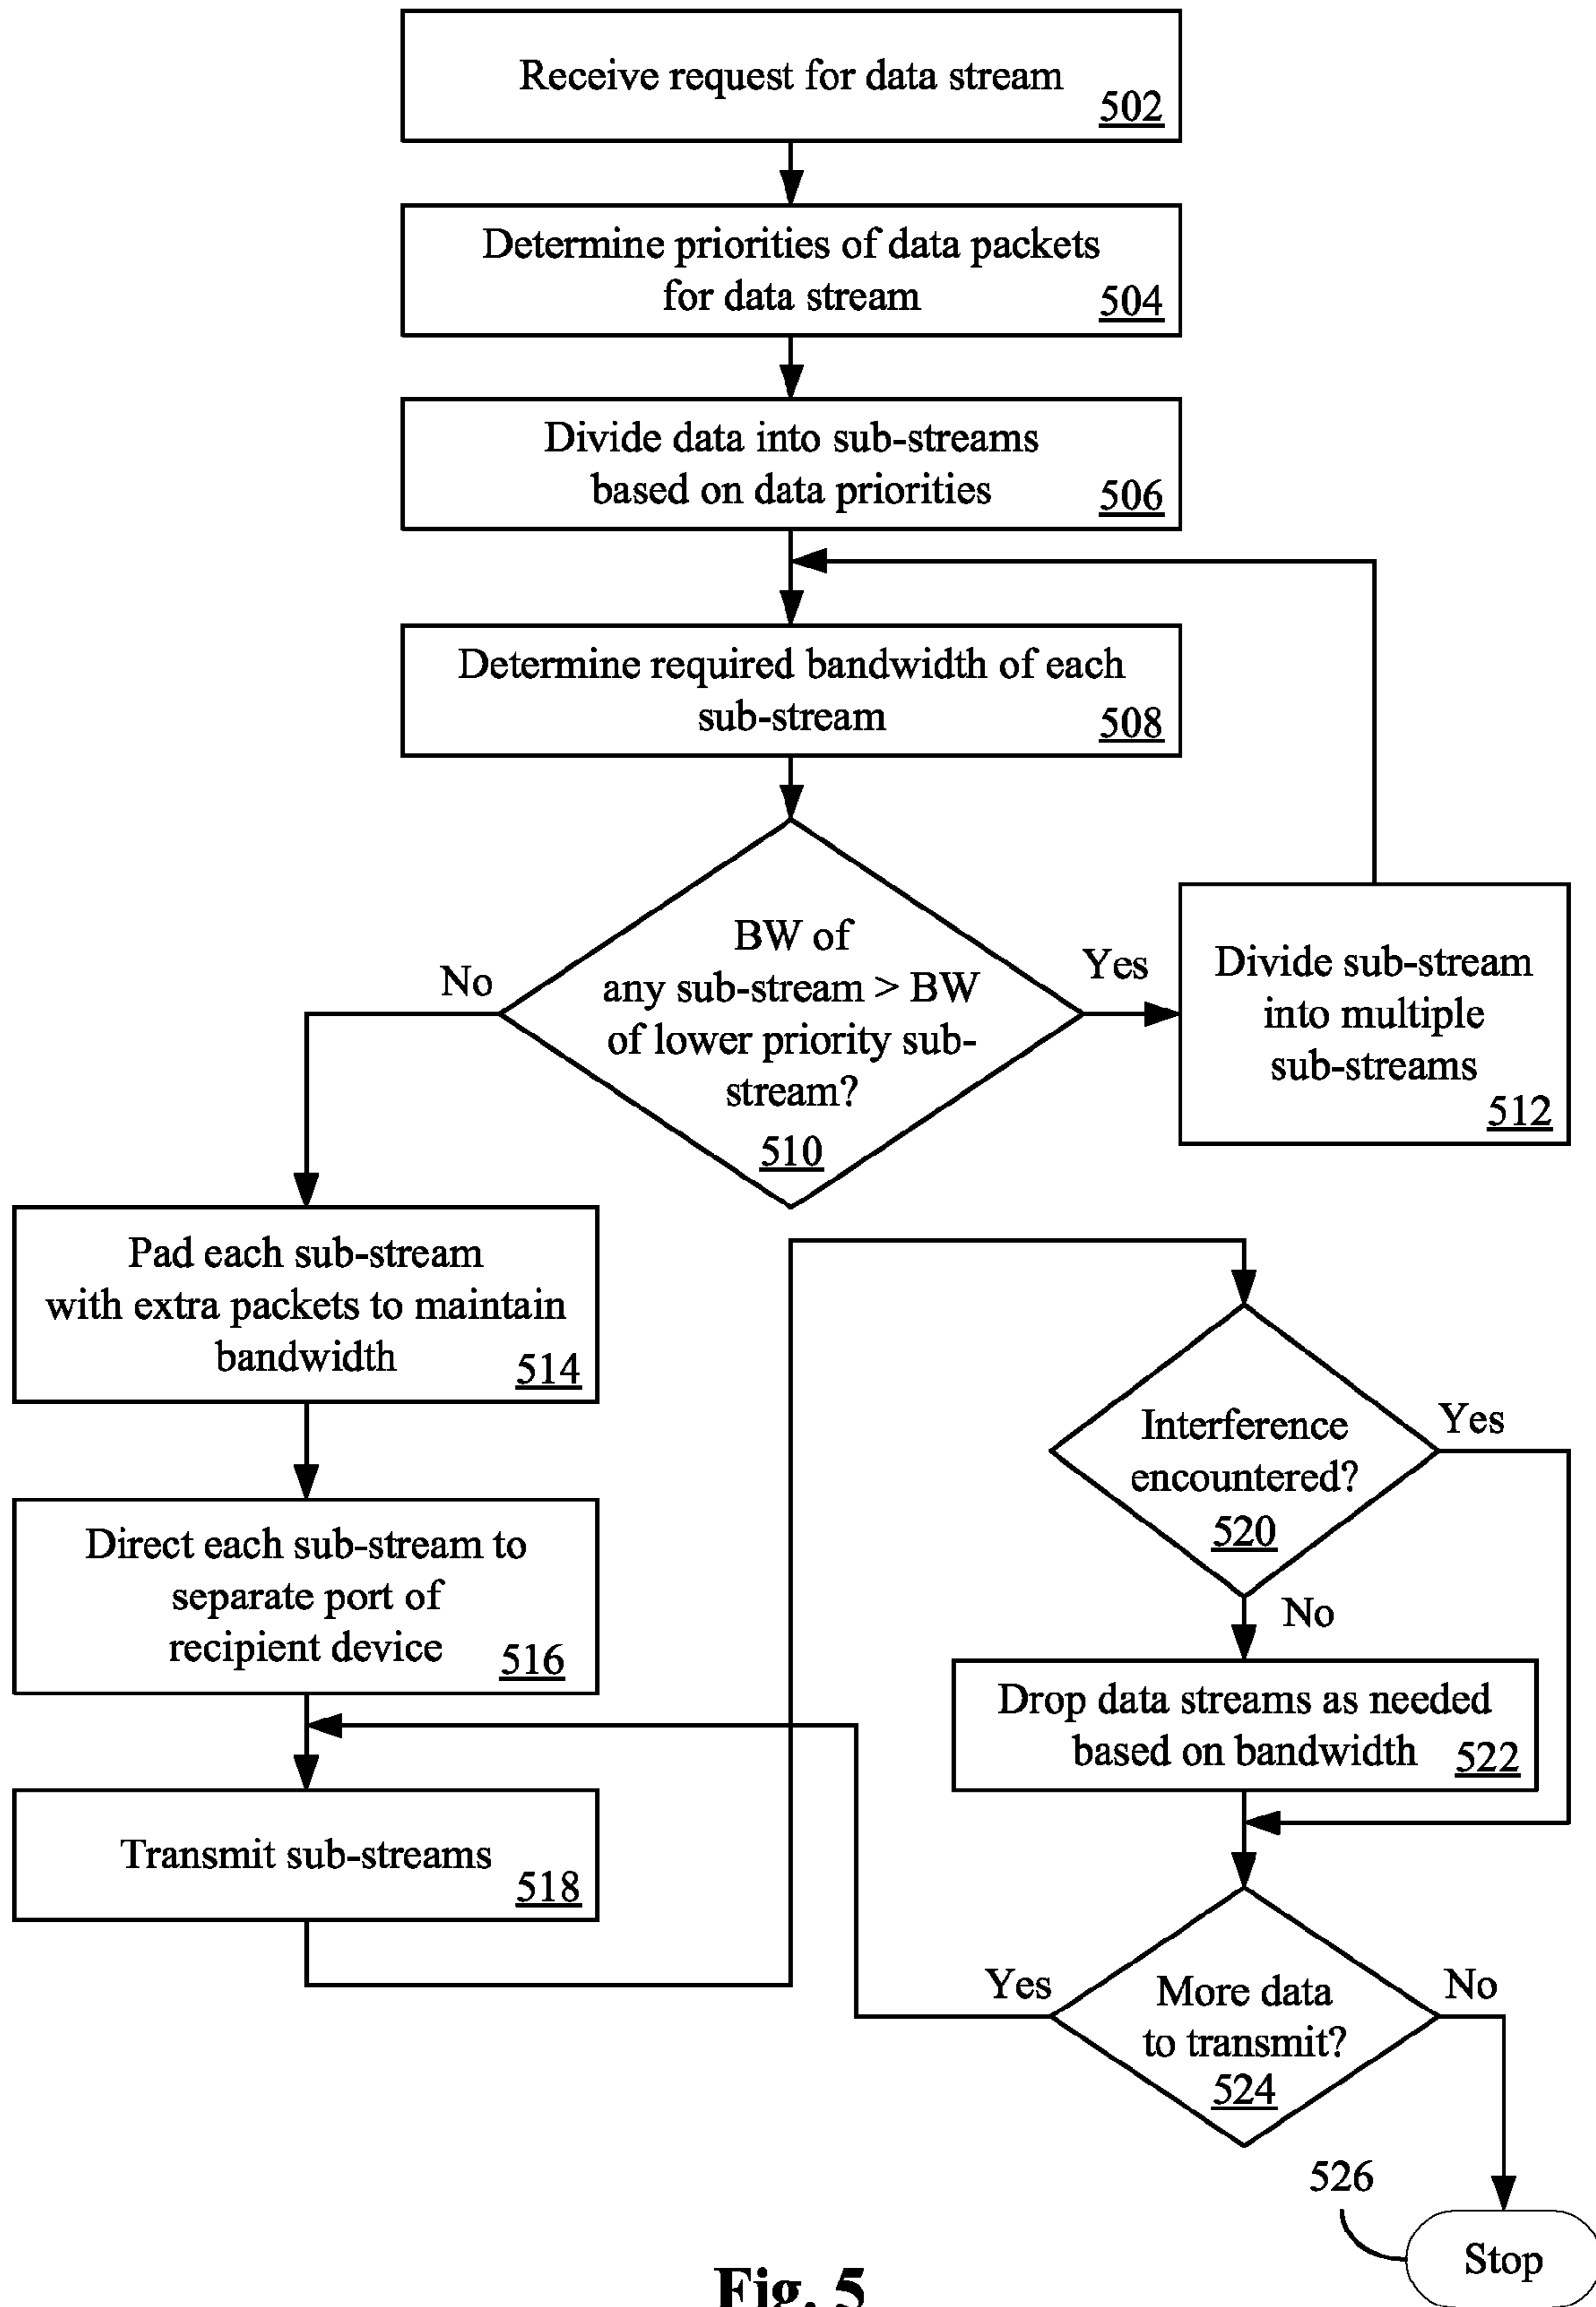 Receive request for data stream
502
Determine priorities of data packets
for data stream
504
Divide data into sub-streams
based on data priorities
506
Determine required bandwidth of each
sub-stream
508
BW of
any sub-stream > BW
of lower priority sub-
stream?
510
No
Yes
Divide sub-stream
into multiple
sub-streams
512
Pad each sub-stream
with extra packets to maintain
bandwidth
514
Direct each sub-stream to
separate port of
recipient device
516
Transmit sub-streams
518
Interference
encountered?
520
Yes
No
Drop data streams as needed
based on bandwidth
522
More data
to transmit?
524
Yes
No
526
Stop
Fig. 5